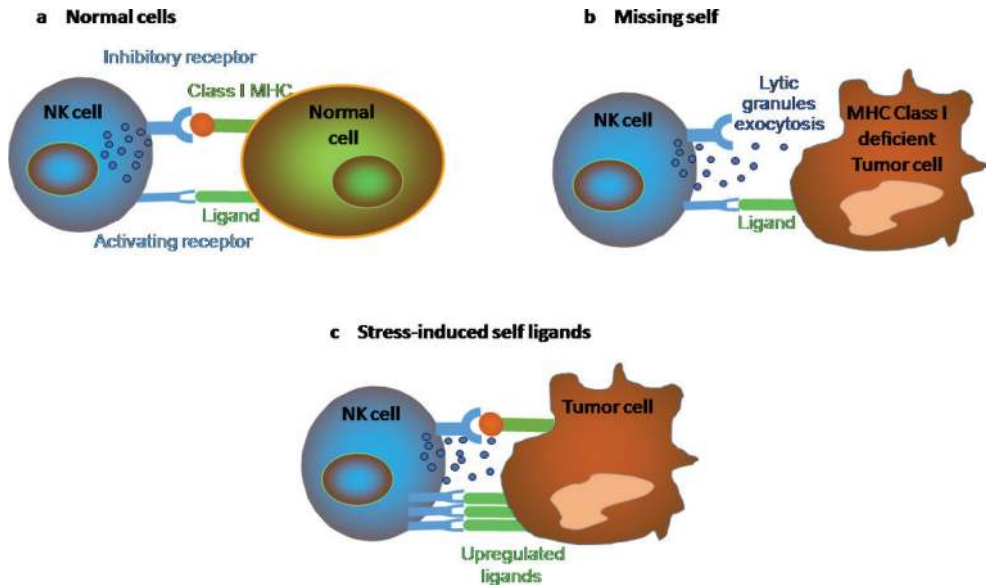 a Normal cells
Inhibitory receptor
Class I MHC
NK cell
Normal
cell
Ligand
Activating receptor
b Missing self
Lytic
granules
exocytosis
NK cell
MHC Class I
deficient
Tumor cell
Ligand
c Stress-induced self ligands
NK cell
Tumor cell
Upregulated
ligands